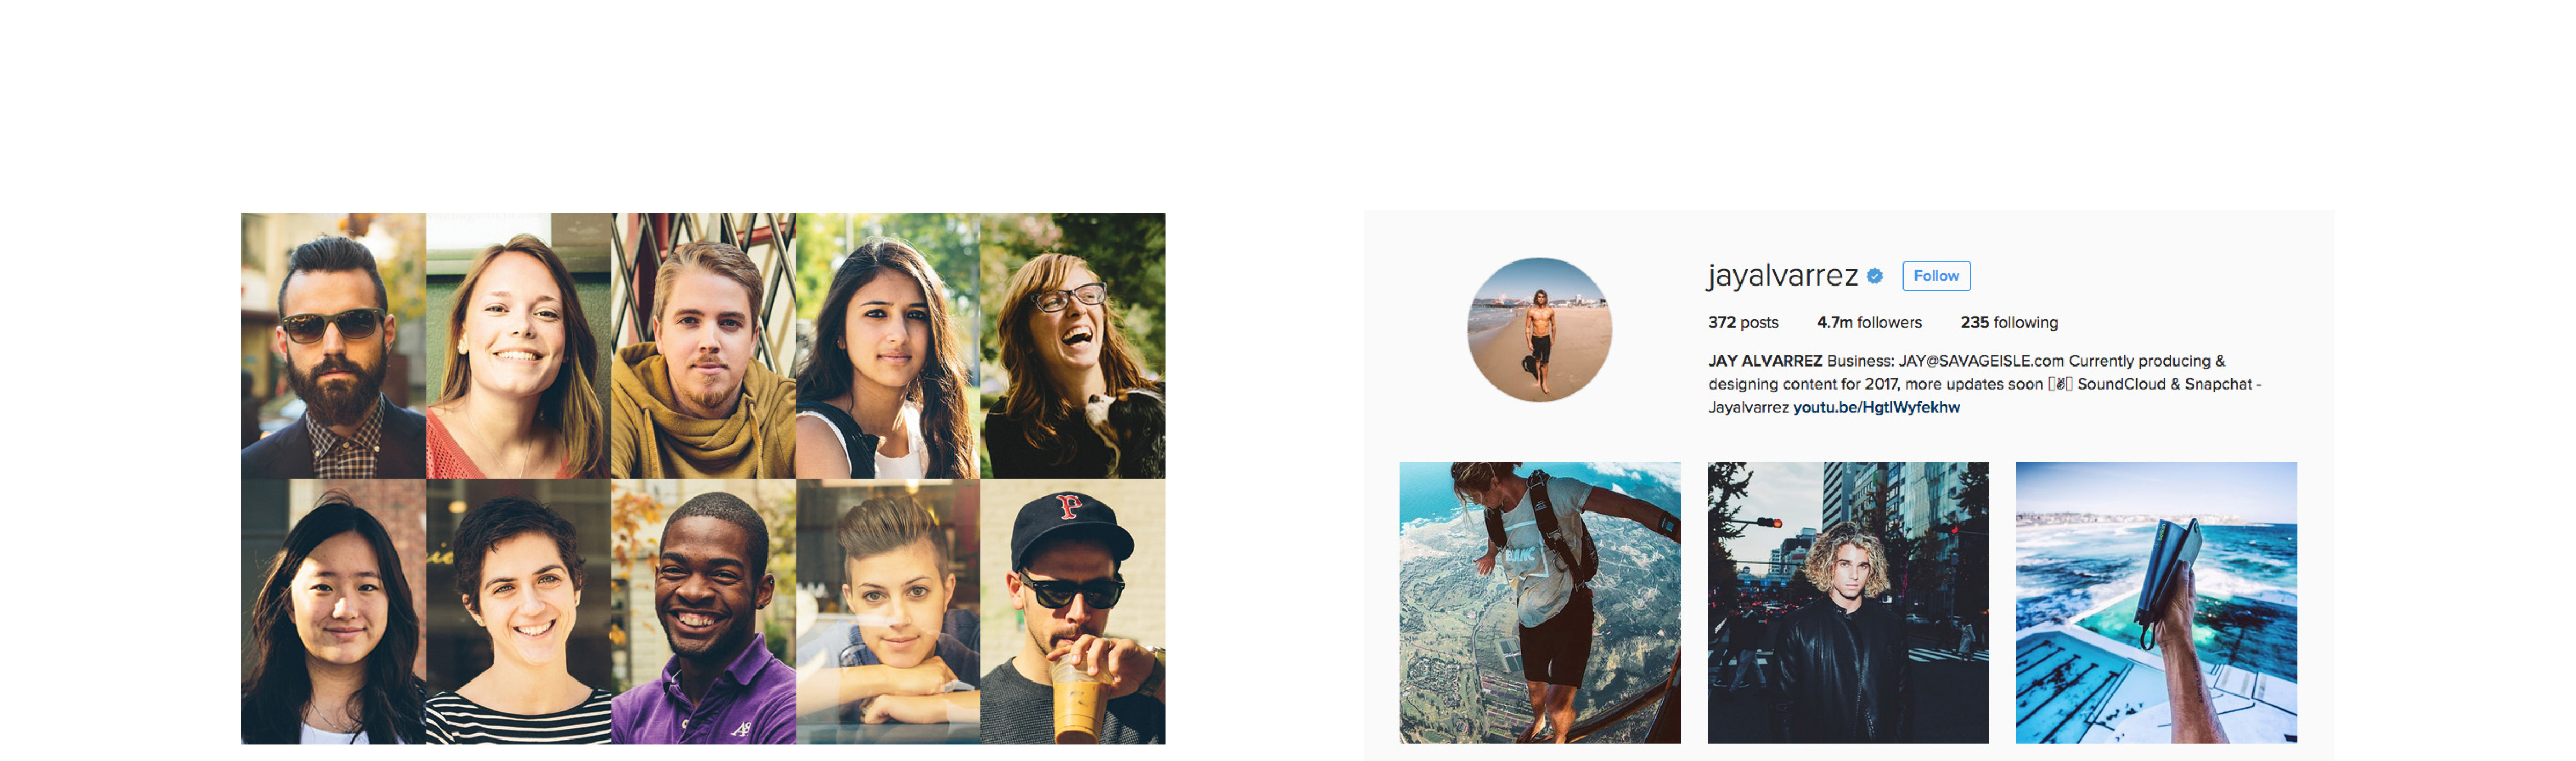 jayalvarrez Follow
372 posts 4.7m followers 235 following
JAY ALVARREZ Business: JAY@SAVAGEISLE.com Currently producing &
designing content for 2017, more updates soon ✌ SoundCloud & Snapchat -
Jayalvarrez youtu.be/HgtlWyfekhw
P